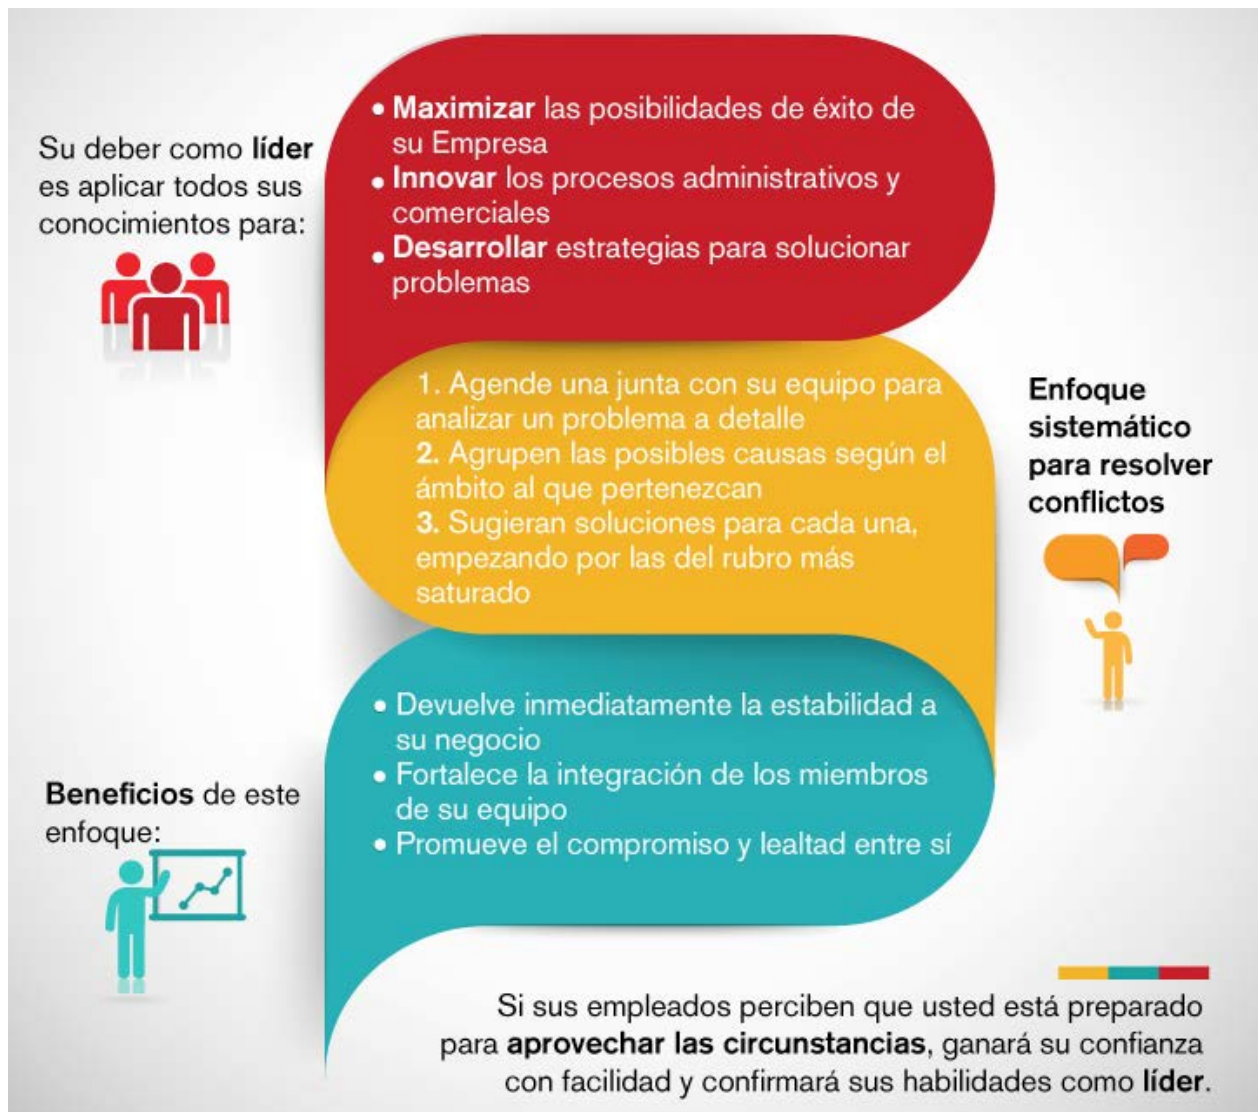 Su deber como líder
es aplicar todos sus
conocimientos para:
• Maximizar las posibilidades de éxito de
su Empresa
• Innovar los procesos administrativos y
comerciales
• Desarrollar estrategias para solucionar
problemas
Enfoque
sistemático
para resolver
conflictos
1. Agende una junta con su equipo para
analizar un problema a detalle
2. Agrupen las posibles causas según el
ámbito al que pertenezcan
3. Sugieran soluciones para cada una,
empezando por las del rubro más
saturado
Beneficios de este
enfoque:
• Devuelve inmediatamente la estabilidad a
su negocio
• Fortalece la integración de los miembros
de su equipo
• Promueve el compromiso y lealtad entre sí
Si sus empleados perciben que usted está preparado
para aprovechar las circunstancias, ganará su confianza
con facilidad y confirmará sus habilidades como líder.